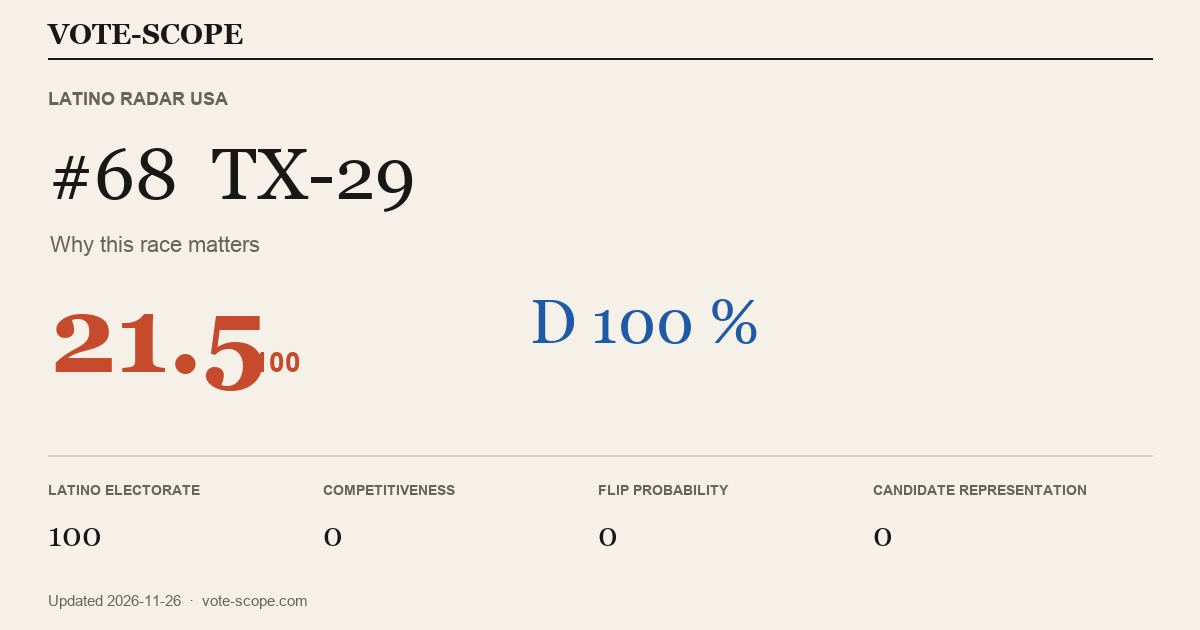 VOTE-SCOPE
LATINO RADAR USA
#68 TX-29
Why this race matters
21.5
D 100 %
LATINO ELECTORATE COMPETITIVENESS FLIP PROBABILITY CANDIDATE REPRESENTATION
100 0 0 0
Updated 2026-11-26 · vote-scope.com